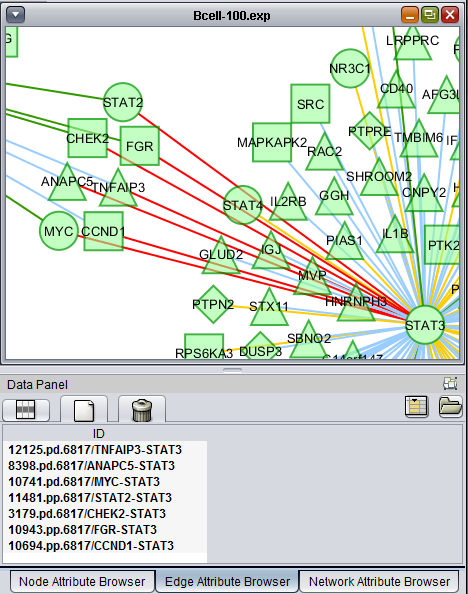 Bcell-100.exp
LRPPRC
NR3C1
CD40
STAT2
SRC
AFG3L
CHEK2
FGR
MAPKAPK2
RAC2
PTPRE
TMBIM6
IF
ANAPC5
TNFAIP3
SHROOM2
GGH
CNPY2
STAT4
IL2RB
MYC
CCND1
PIAS1
IL1B
PTK2
GLUD2
IGJ
MVP
HNRNPH3
PTPN2
STX11
STAT3
RPS6KA3
DUSP3
SBNO2
C11orf147
Data Panel
ID
12125.pd.6817/TNFAIP3-STAT3
8398.pd.6817/ANAPC5-STAT3
10741.pd.6817/MYC-STAT3
11481.pp.6817/STAT2-STAT3
3179.pd.6817/CHEK2-STAT3
10943.pp.6817/FGR-STAT3
10694.pp.6817/CCND1-STAT3
Node Attribute Browser
Edge Attribute Browser
Network Attribute Browser